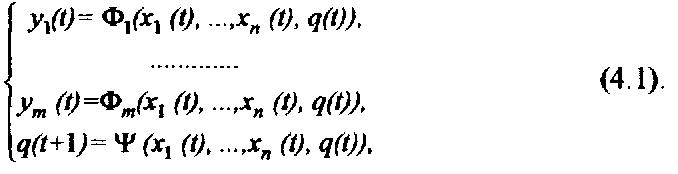 y₁(t)= Φ₁(x₁ (t), ...,xₙ (t), q(t)),
.............
yₘ (t)=Φₘ(x₁ (t), ...,xₙ (t), q(t)),
q(t+1)= Ψ (x₁ (t), ...,xₙ (t), q(t)),
(4.1).